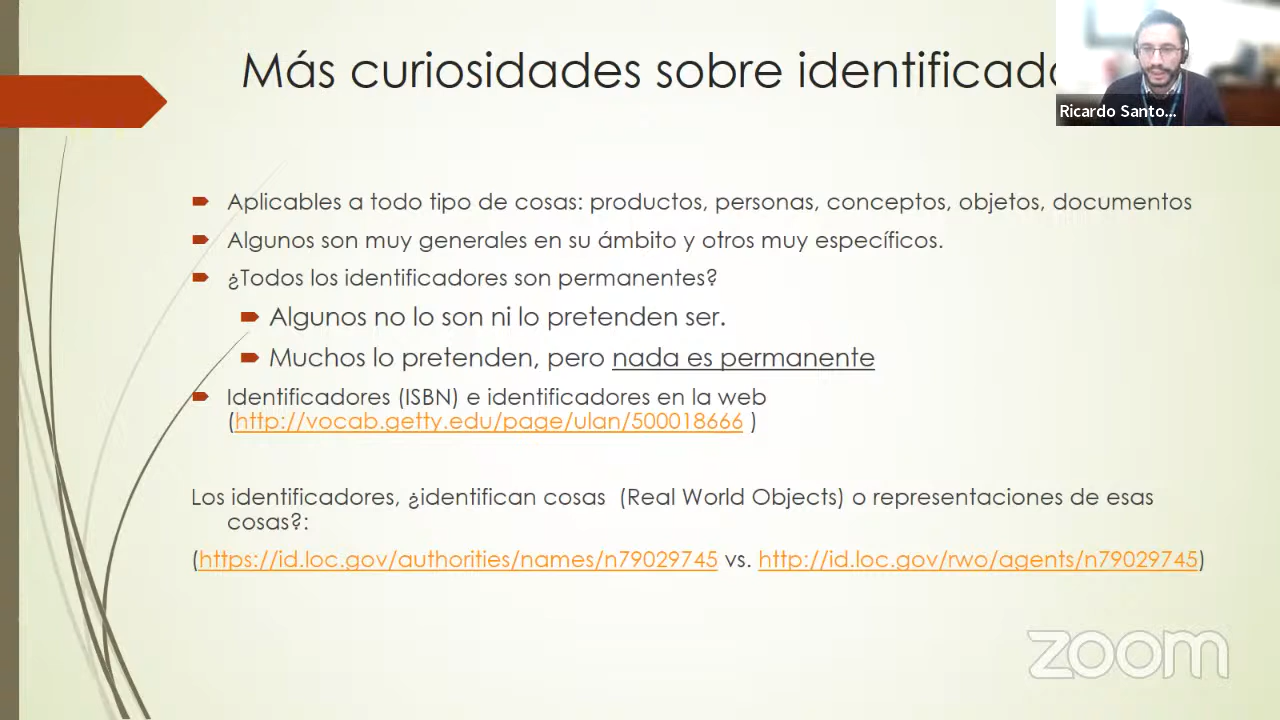 Más curiosidades sobre identificado
Ricardo Santo...
Aplicables a todo tipo de cosas: productos, personas, conceptos, objetos, documentos
Algunos son muy generales en su ámbito y otros muy específicos.
¿Todos los identificadores son permanentes?
Algunos no lo son ni lo pretenden ser.
Muchos lo pretenden, pero nada es permanente
Identificadores (ISBN) e identificadores en la web
(http://vocab.getty.edu/page/ulan/500018666 )
Los identificadores, ¿identifican cosas (Real World Objects) o representaciones de esas
cosas?:
(https://id.loc.gov/authorities/names/n79029745 vs. http://id.loc.gov/rwo/agents/n79029745)
zoom